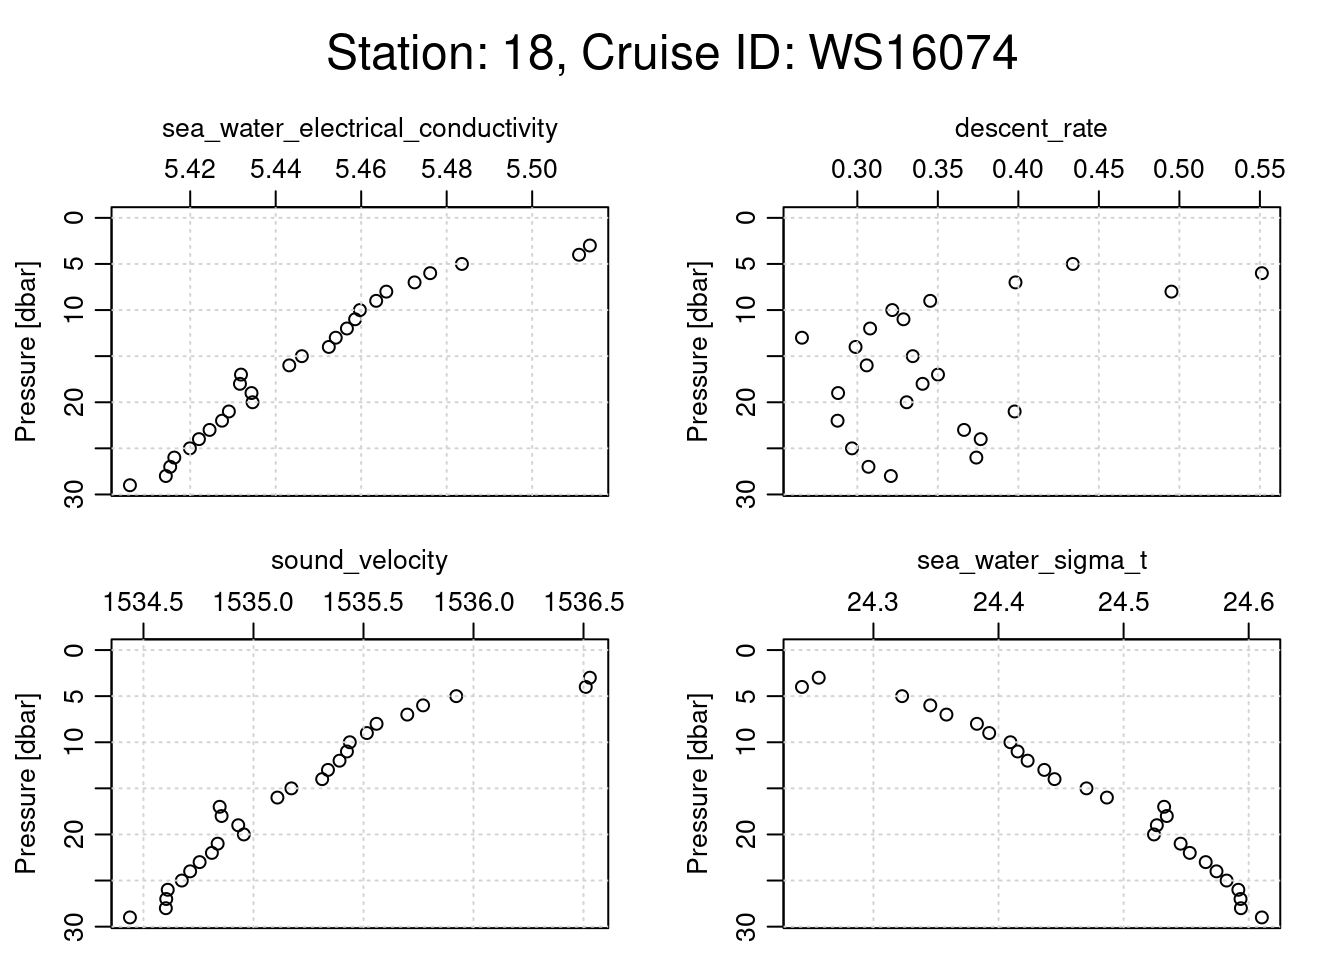 Station: 18, Cruise ID: WS16074
sea_water_electrical_conductivity
5.42 5.44 5.46 5.48 5.50
Pressure [dbar]
0
5
10
20
30
descent_rate
0.30 0.35 0.40 0.45 0.50 0.55
Pressure [dbar]
0
5
10
20
30
sound_velocity
1534.5 1535.0 1535.5 1536.0 1536.5
Pressure [dbar]
0
5
10
20
30
sea_water_sigma_t
24.3 24.4 24.5 24.6
Pressure [dbar]
0
5
10
20
30